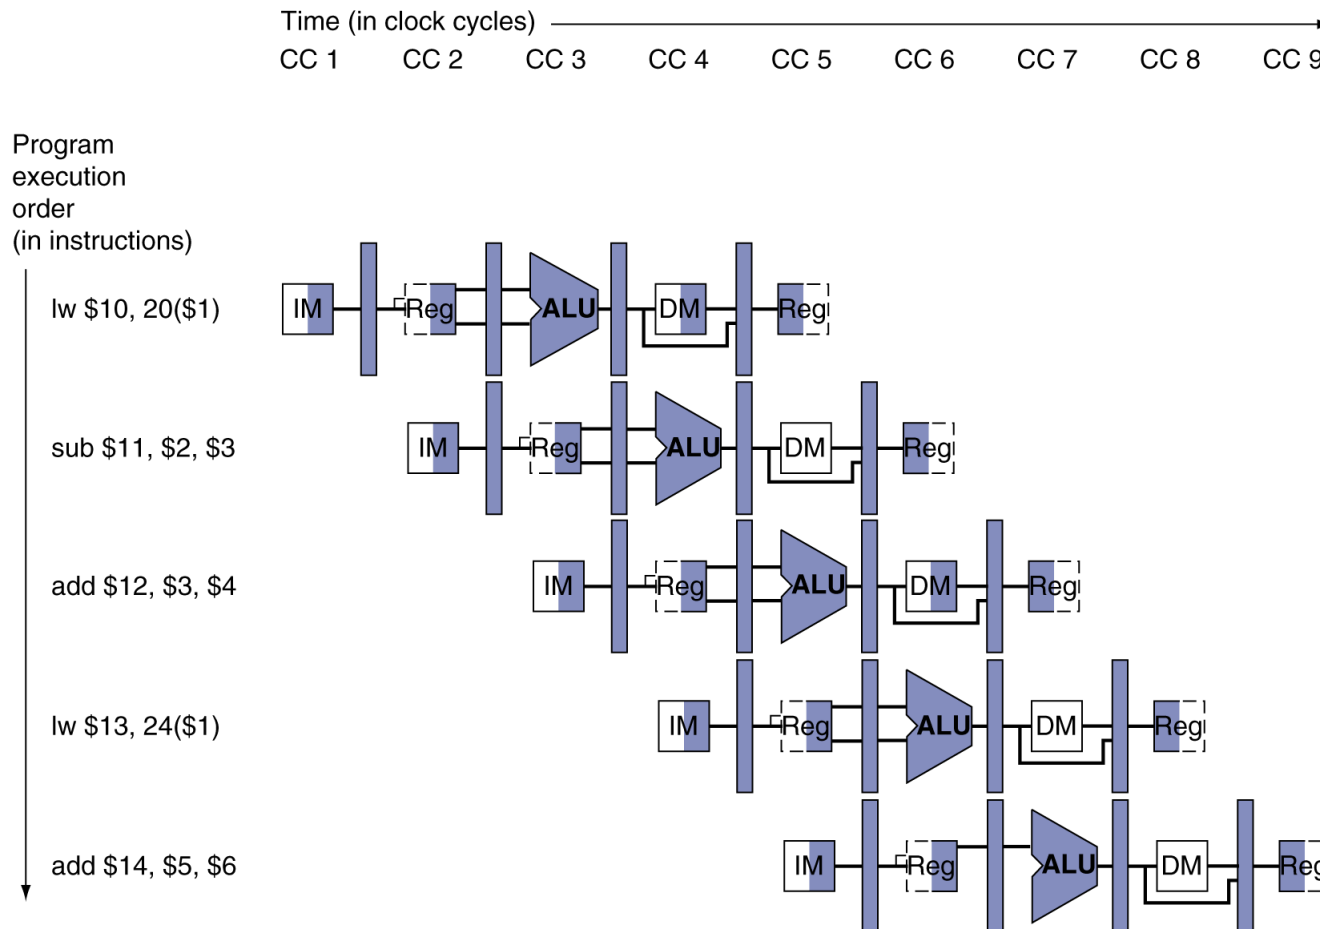 Time (in clock cycles)
CC 1 CC 2 CC 3 CC 4 CC 5 CC 6 CC 7 CC 8 CC 9
Program
execution
order
(in instructions)
lw $10, 20($1) IM Reg ALU DM Reg
sub $11, $2, $3 IM Reg ALU DM Reg
add $12, $3, $4 IM Reg ALU DM Reg
lw $13, 24($1) IM Reg ALU DM Reg
add $14, $5, $6 IM Reg ALU DM Reg